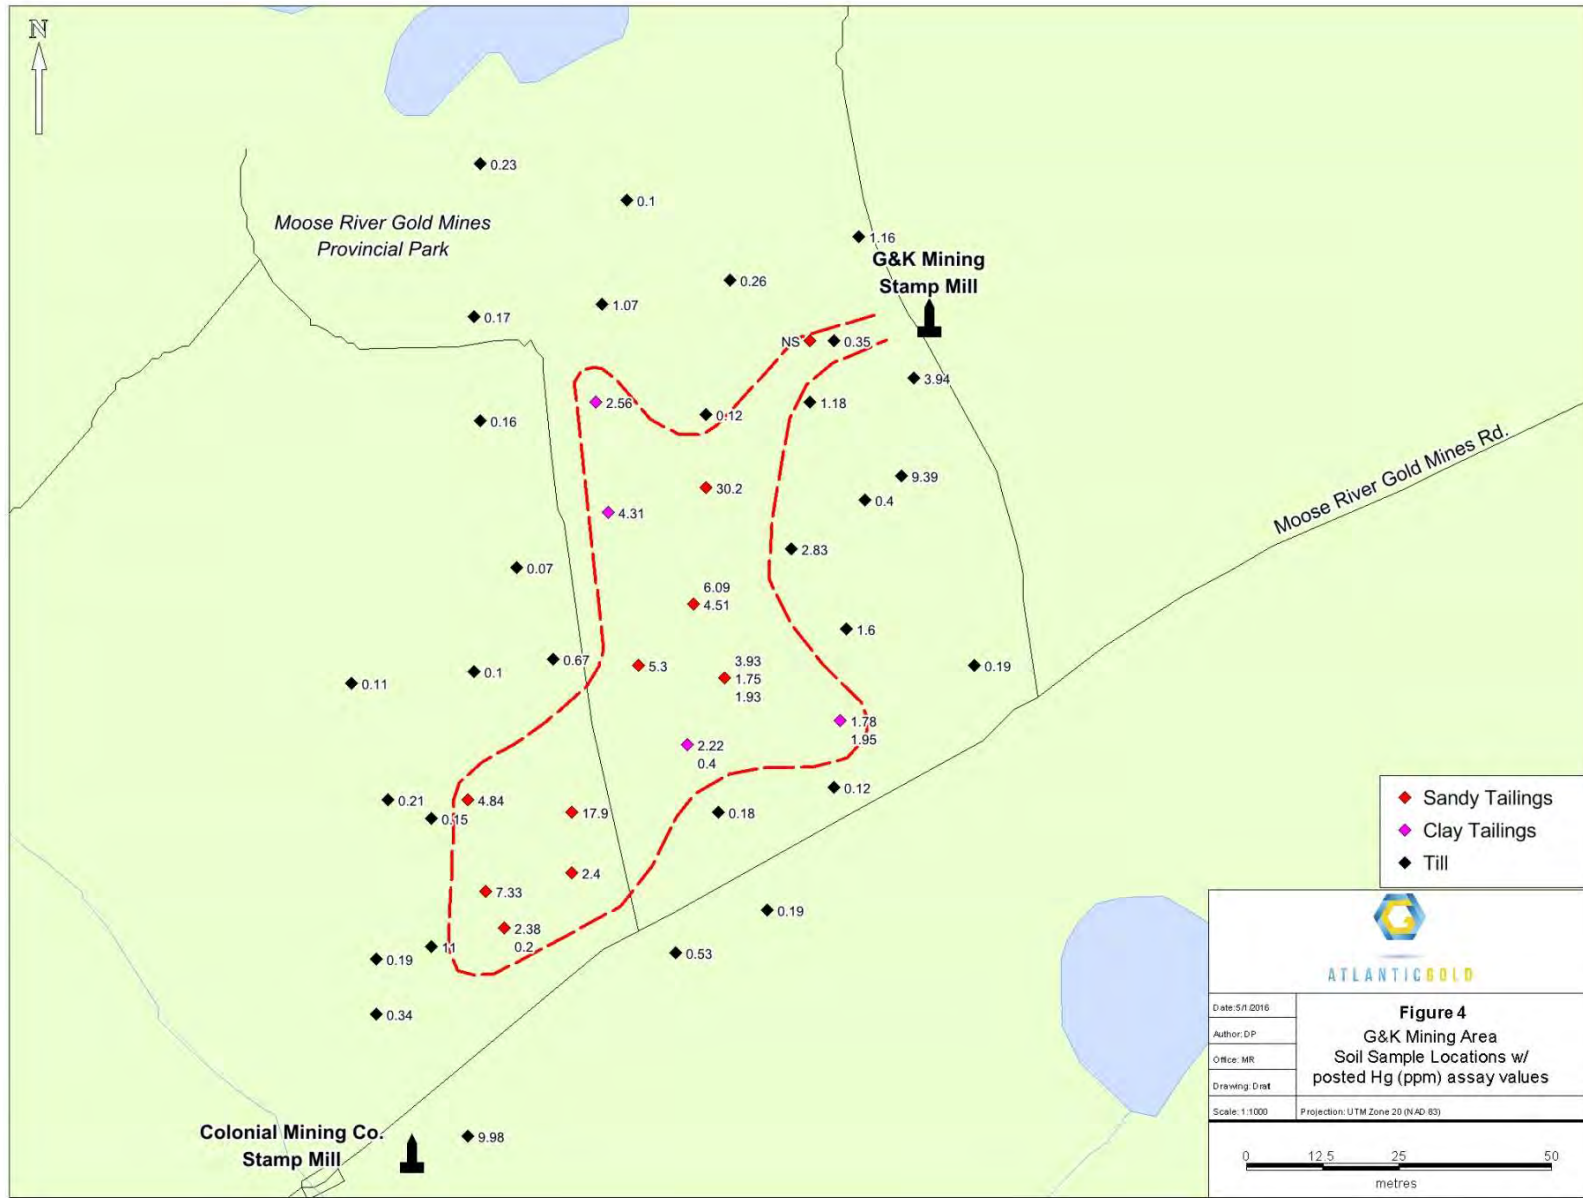 N
0.23
0.1
Moose River Gold Mines
Provincial Park
1.16
G&K Mining
Stamp Mill
0.26
1.07
0.17
NS
0.35
3.94
2.56
1.18
0.12
0.16
Moose River Gold Mines Rd.
9.39
30.2
0.4
4.31
2.83
0.07
6.09
4.51
1.6
0.67
5.3
3.93
1.75
1.93
0.19
0.1
0.11
1.78
1.95
2.22
0.4
0.12
0.21
4.84
17.9
0.18
0.15
2.4
7.33
0.19
2.38
0.2
11
0.53
0.19
0.34
Colonial Mining Co.
Stamp Mill
9.98
Sandy Tailings
Clay Tailings
Till
ATLANTICGOLD
Date:5/1/2016
Author: DP
Office: MR
Drawing: Draft
Scale: 1:1000
Figure 4
G&K Mining Area
Soil Sample Locations w/
posted Hg (ppm) assay values
Projection: UTM Zone 20 (NAD 83)
0 12.5 25 50
metres